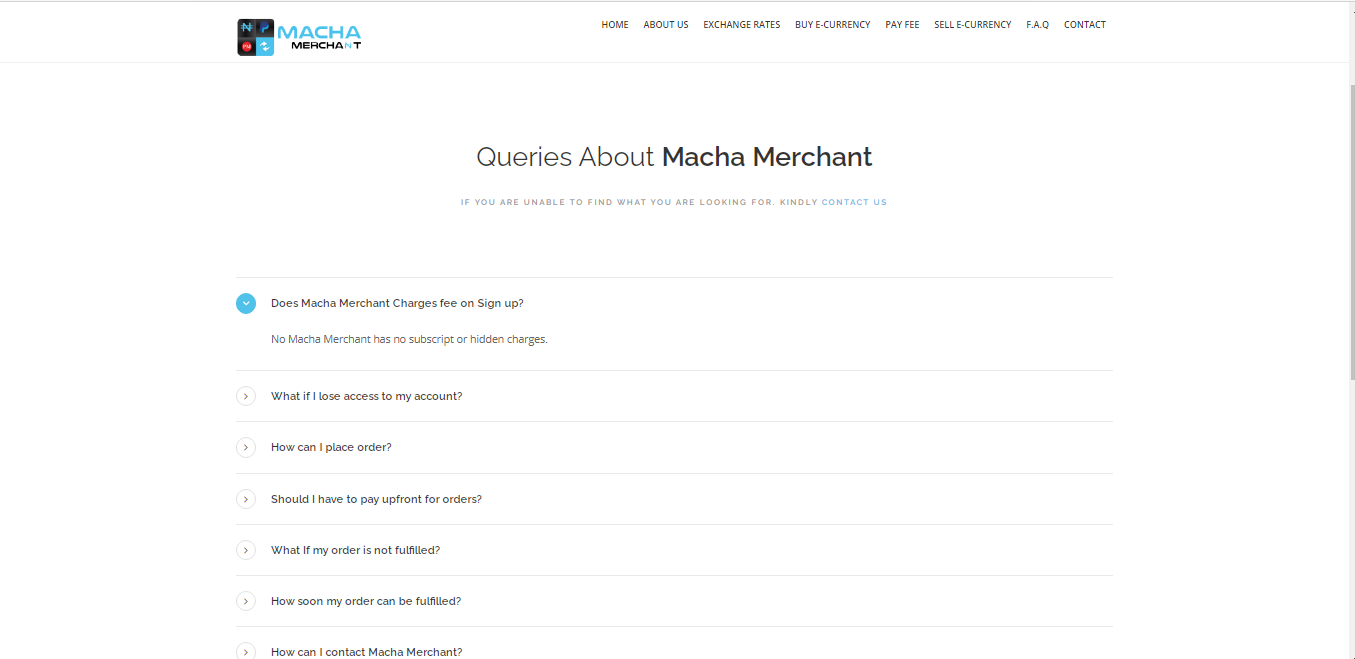 MACHA
MERCHANT
HOME ABOUT US EXCHANGE RATES BUY E-CURRENCY PAY FEE SELL E-CURRENCY F.A.Q CONTACT
Queries About Macha Merchant
IF YOU ARE UNABLE TO FIND WHAT YOU ARE LOOKING FOR. KINDLY CONTACT US
Does Macha Merchant Charges fee on Sign up?
No Macha Merchant has no subscript or hidden charges.
What if I lose access to my account?
How can I place order?
Should I have to pay upfront for orders?
What If my order is not fulfilled?
How soon my order can be fulfilled?
How can I contact Macha Merchant?